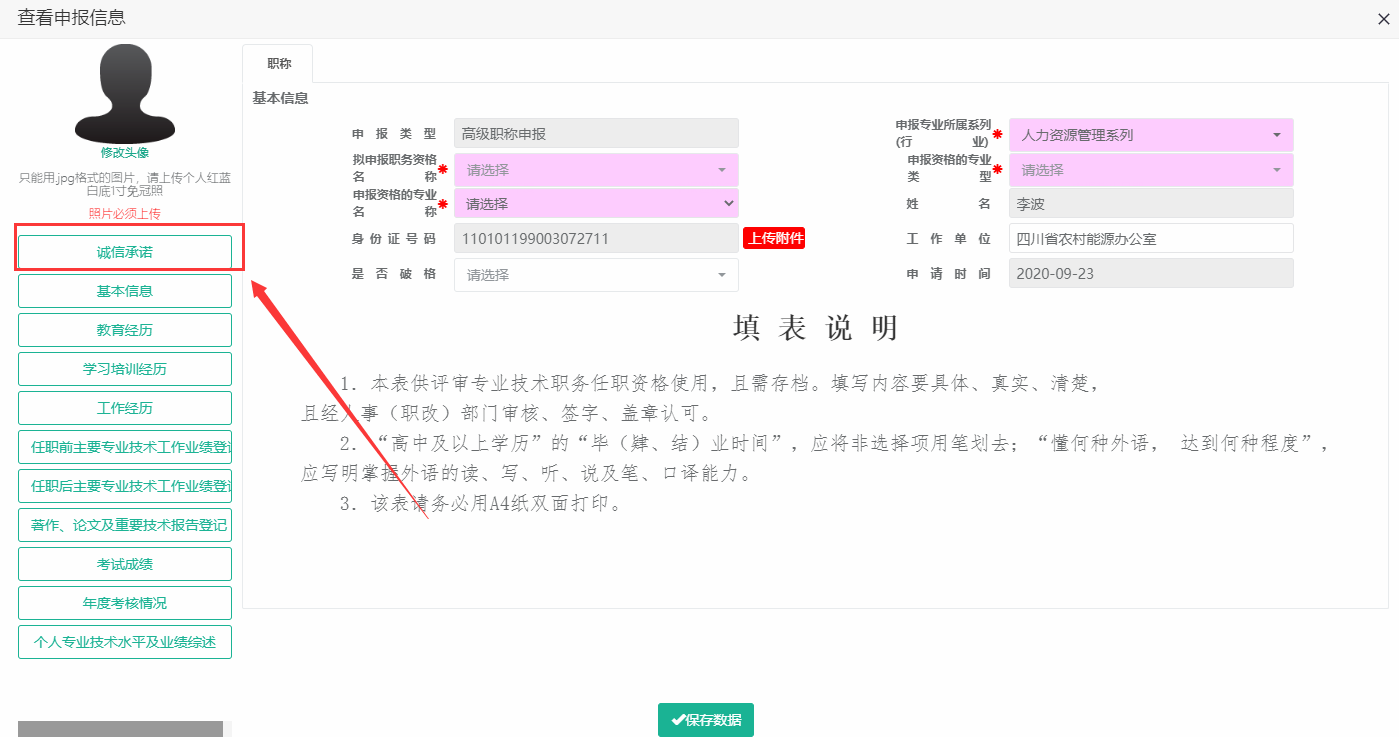 查看申报信息
修改头像
只能用.jpg格式的图片，请上传个人红蓝
白底1寸免冠照
照片必须上传
诚信承诺
基本信息
教育经历
学习培训经历
工作经历
任职前主要专业技术工作业绩登记
任职后主要专业技术工作业绩登记
著作、论文及重要技术报告登记
考试成绩
年度考核情况
个人专业技术水平及业绩综述
职称
基本信息
申报类型 高级职称申报
申报专业所属系列
(行业) * 人力资源管理系列
拟申报职务资格
名称 * 请选择
申报资格的专业
类型 * 请选择
申报资格的专业
名称 * 请选择
姓名 李波
身份证号码 110101199003072711 上传附件
工作单位 四川省农村能源办公室
是否破格 请选择
申请时间 2020-09-23
填 表 说 明
1. 本表供评审专业技术职务任职资格使用，且需存档。填写内容要具体、真实、清楚，
且经人事（职改）部门审核、签字、盖章认可。
2. “高中及以上学历”的“毕（肄、结）业时间”，应将非选择项用笔划去；“懂何种外语， 达到何种程度”，
应写明掌握外语的读、写、听、说及笔、口译能力。
3. 该表请务必用A4纸双面打印。
保存数据